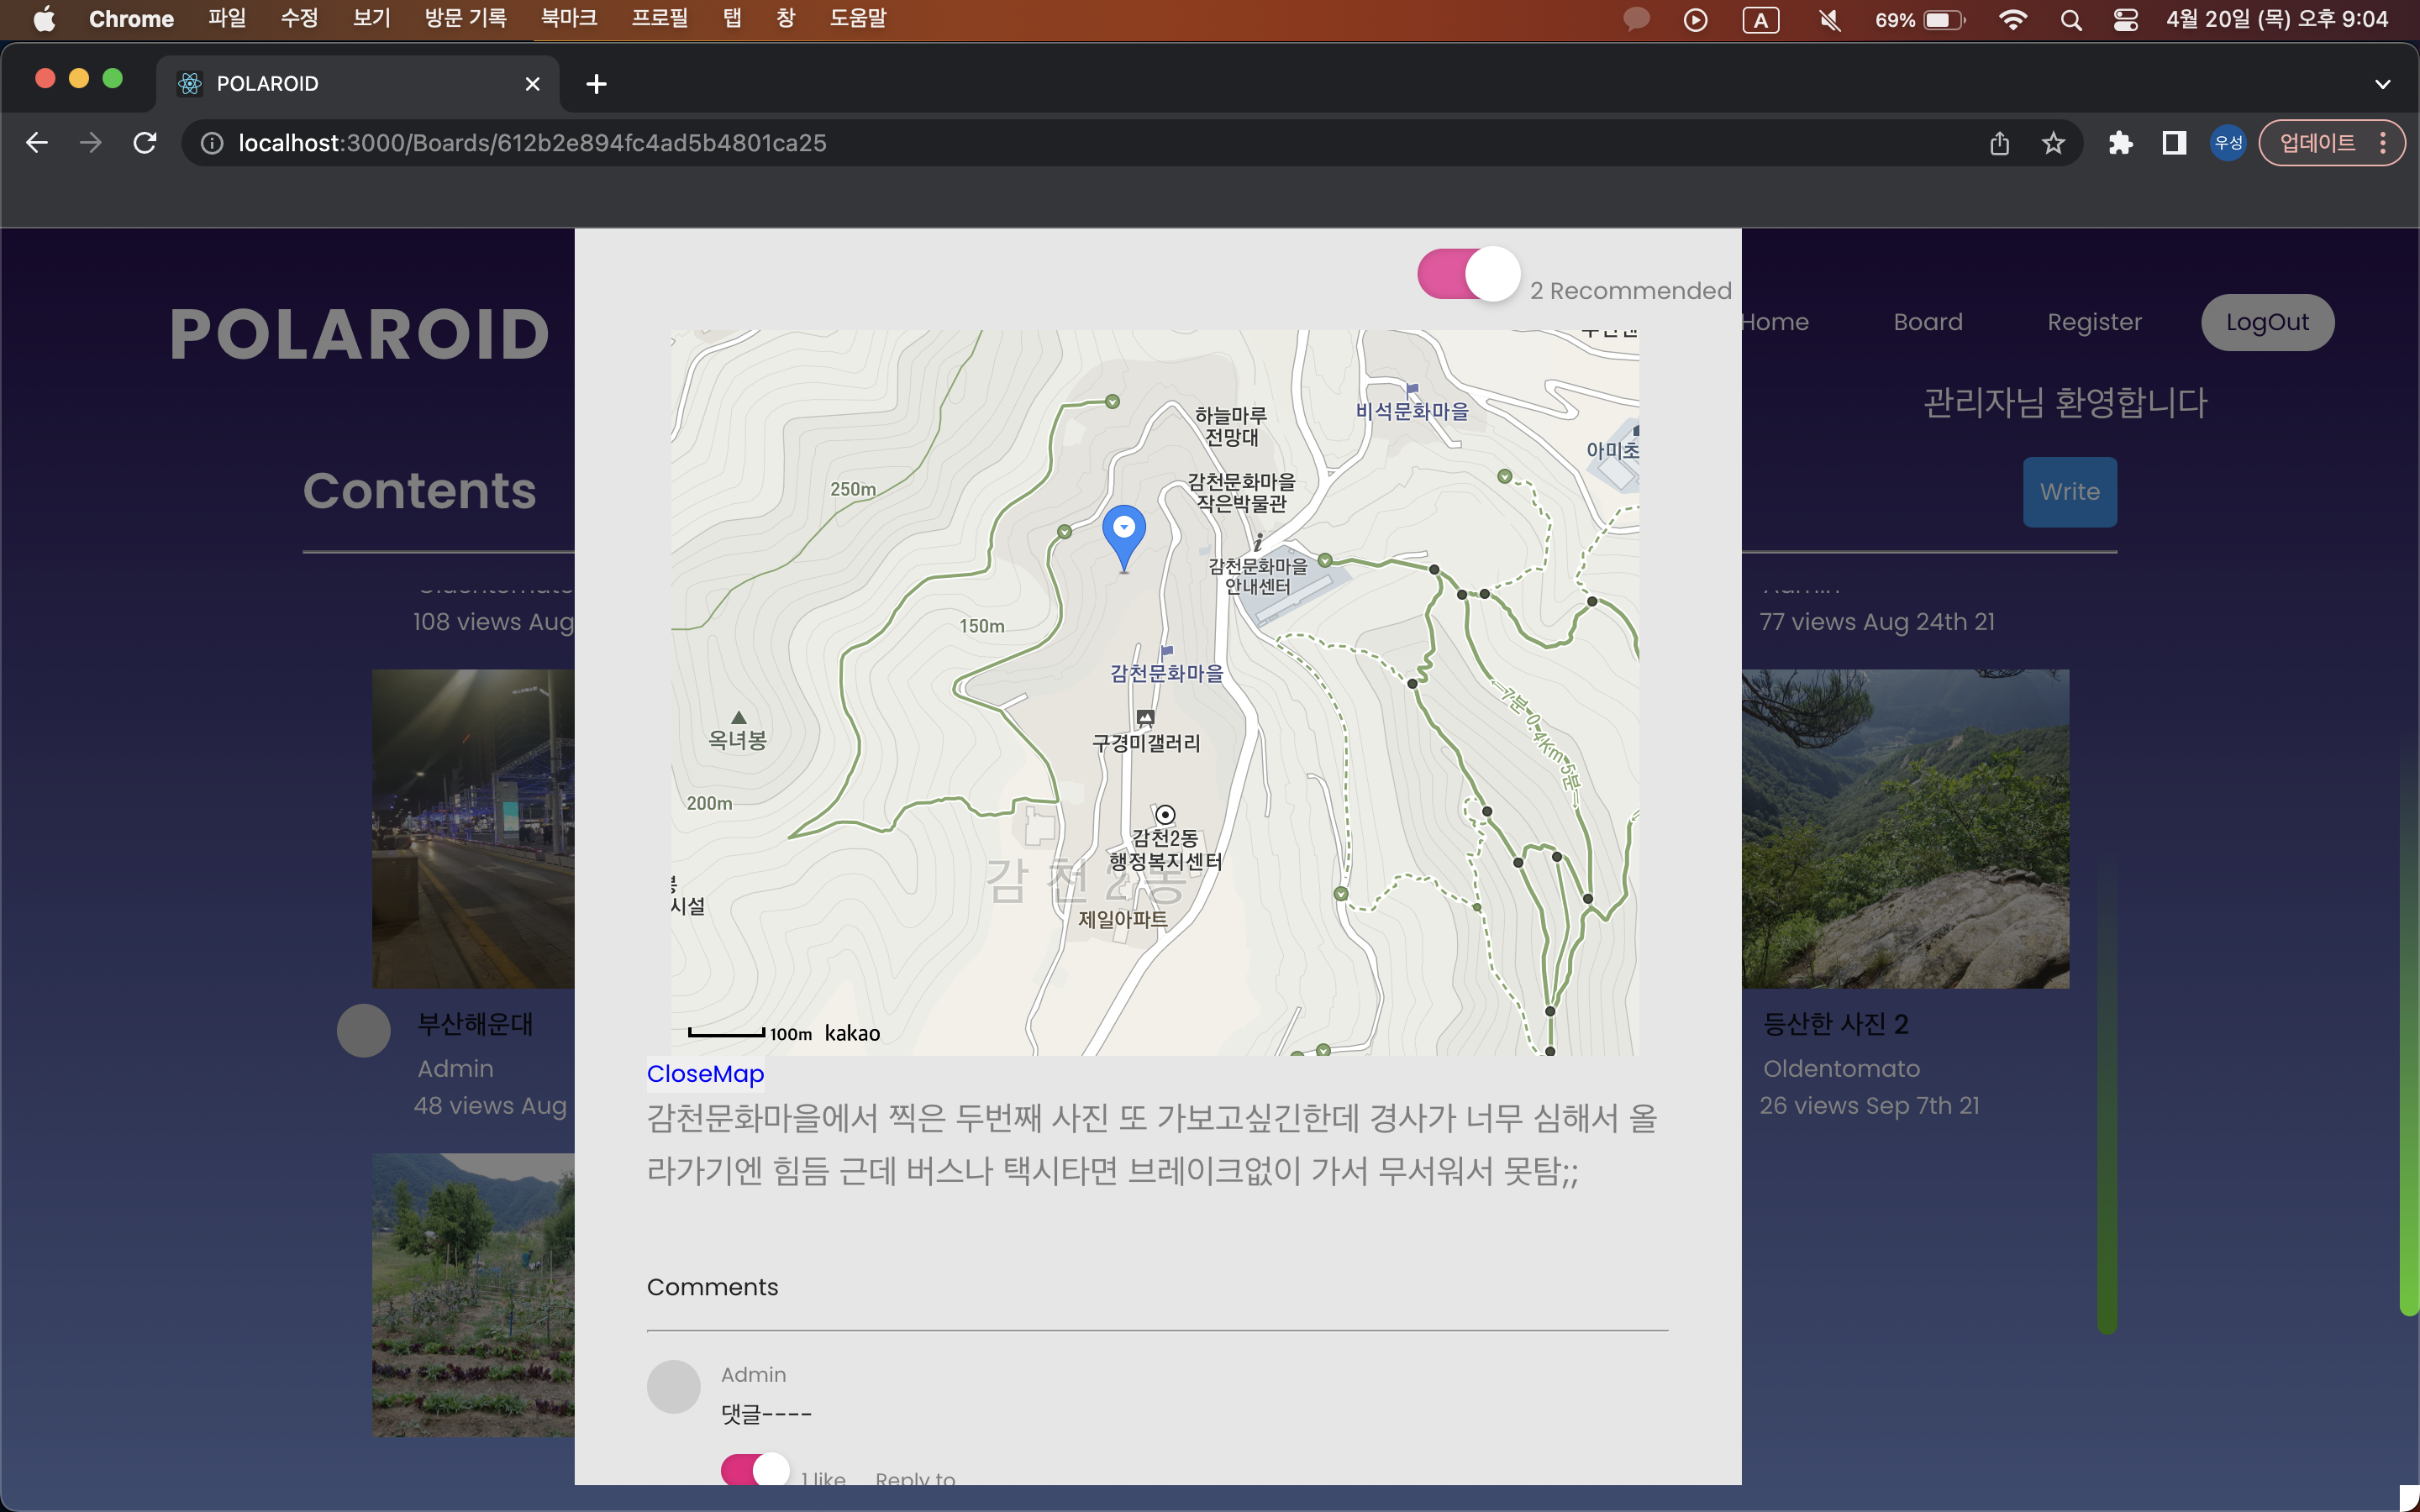 Chrome 파일 수정 보기 방문 기록 북마크 프로필 탭 창 도움말 A 69% 4월 20일 (목) 오후 9:04
POLAROID
localhost:3000/Boards/612b2e894fc4ad5b4801ca25 우성 업데이트
POLAROID
Home Board Register LogOut
관리자님 환영합니다
Contents
Write
108 views Aug
부산해운대
Admin
48 views Aug
2 Recommended
비석문화마을
하늘마루
전망대
아미초
250m
감천문화마을
작은박물관
감천문화마을
안내센터
150m
감천문화마을
옥녀봉
구경미갤러리
7분 0.4km 5분
200m
감천2동
행정복지센터
감천2동
시설
제일아파트
100m kakao
CloseMap
감천문화마을에서 찍은 두번째 사진 또 가보고싶긴한데 경사가 너무 심해서 올
라가기엔 힘듬 근데 버스나 택시타면 브레이크없이 가서 무서워서 못탐;;
Comments
Admin
댓글----
1 like Reply to
Admin
77 views Aug 24th 21
등산한 사진 2
Oldentomato
26 views Sep 7th 21